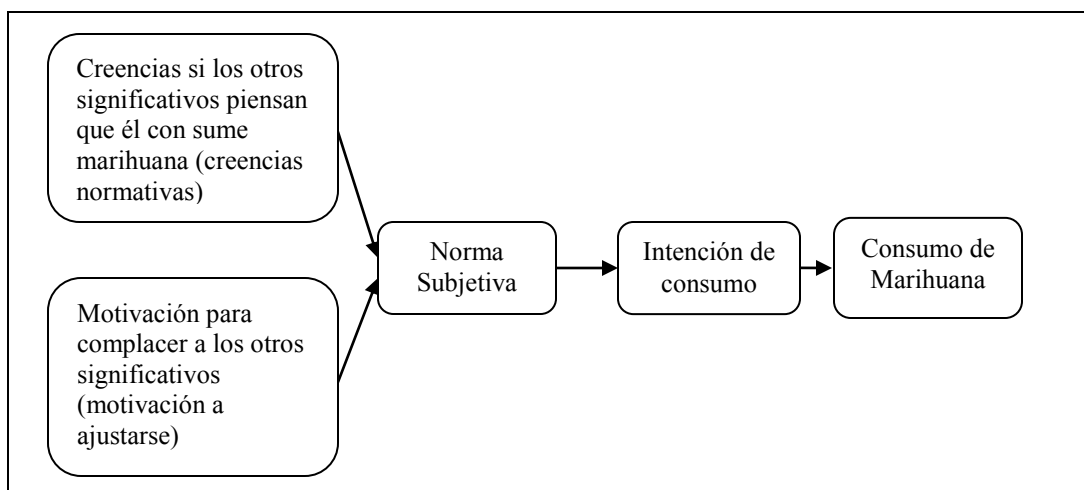 Creencias si los otros
significativos piensan
que él con sume
marihuana (creencias
normativas)
Motivación para
complacer a los otros
significativos
(motivación a
ajustarse)
Norma
Subjetiva
Intención de
consumo
Consumo de
Marihuana